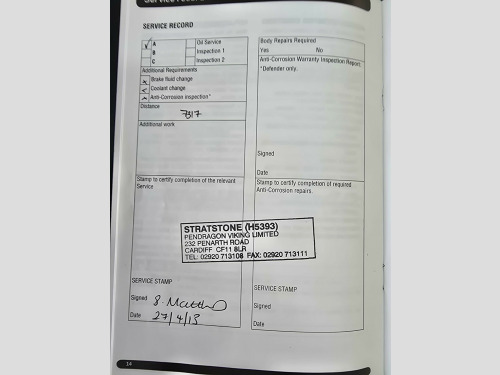 SERVICE RECORD
A Oil Service
B Inspection 1
C Inspection 2
Additional Requirements
Brake fluid change
Coolant change
Anti-Corrosion inspection*
Distance
7317
Additional work
Stamp to certify completion of the relevant
Service
Body Repairs Required
Yes No
Anti-Corrosion Warranty Inspection Report
*Defender only.
Signed
Date
Stamp to certify completion of required
Anti-Corrosion repairs.
STRATSTONE (H5393)
PENDRAGON VIKING LIMITED
232 PENARTH ROAD
CARDIFF CF11 8LR
TEL: 02920 713108 FAX: 02920 713111
SERVICE STAMP
Signed
Date 27/4/13
SERVICE STAMP
Signed
Date
14